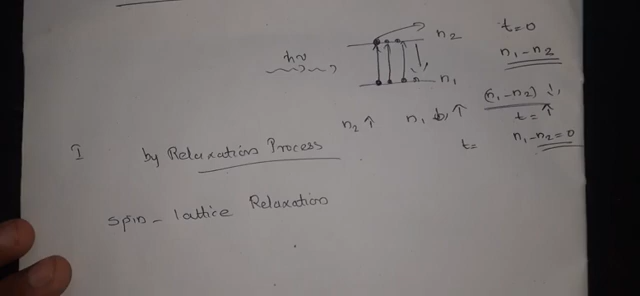 t=0
n2
hν
n1 - n2
n1
(n1 - n2) ↓
n2 ↑ n1 ↑ t = ↑
I by Relaxation Process t= n1 - n2 = 0
Spin - lattice Relaxation